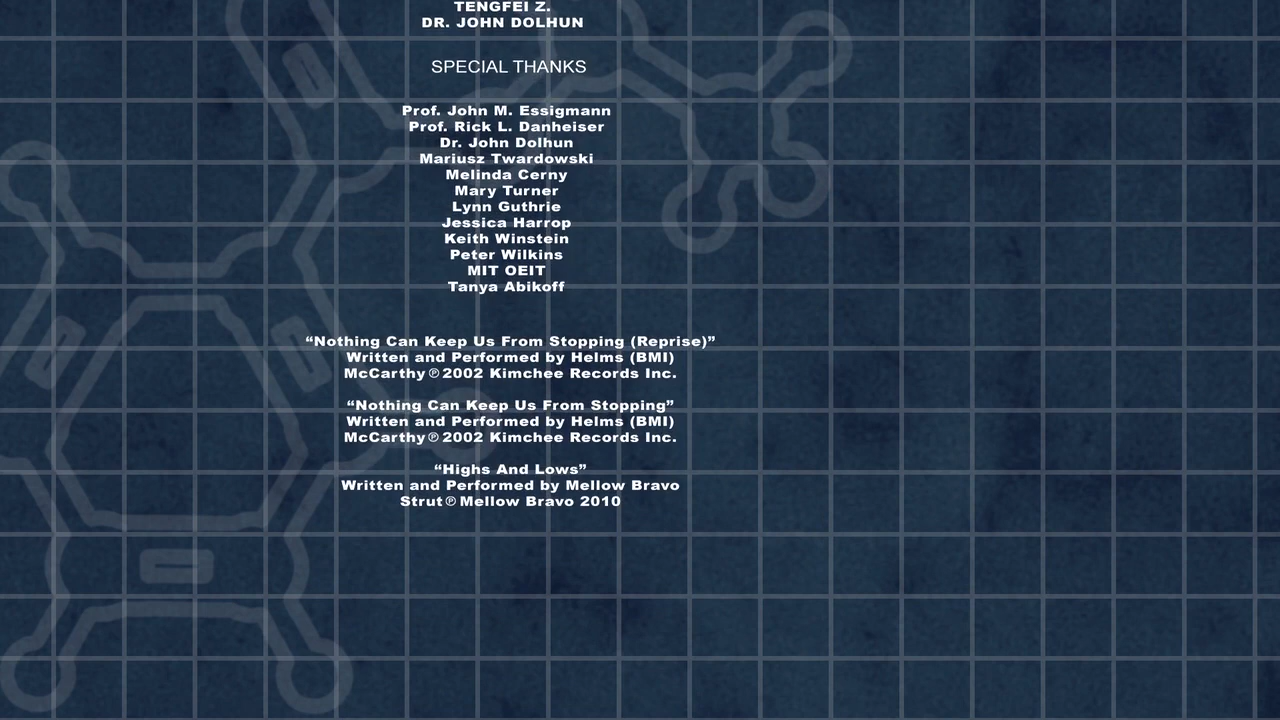 TENGFEI Z.
DR. JOHN DOLHUN
SPECIAL THANKS
Prof. John M. Essigmann
Prof. Rick L. Danheiser
Dr. John Dolhun
Mariusz Twardowski
Melinda Cerny
Mary Turner
Lynn Guthrie
Jessica Harrop
Keith Winstein
Peter Wilkins
MIT OEIT
Tanya Abikoff
“Nothing Can Keep Us From Stopping (Reprise)”
Written and Performed by Helms (BMI)
McCarthy ℗ 2002 Kimchee Records Inc.
“Nothing Can Keep Us From Stopping”
Written and Performed by Helms (BMI)
McCarthy ℗ 2002 Kimchee Records Inc.
“Highs And Lows”
Written and Performed by Mellow Bravo
Strut ℗ Mellow Bravo 2010